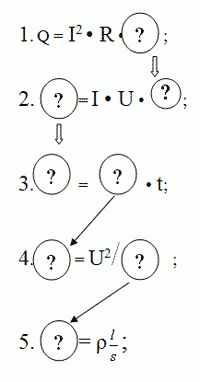 1. Q = I² • R • ? ;
2. ? = I • U • ? ;
3. ? = ? • t;
4. ? = U² / ? ;
5. ? = ρ l/s ;